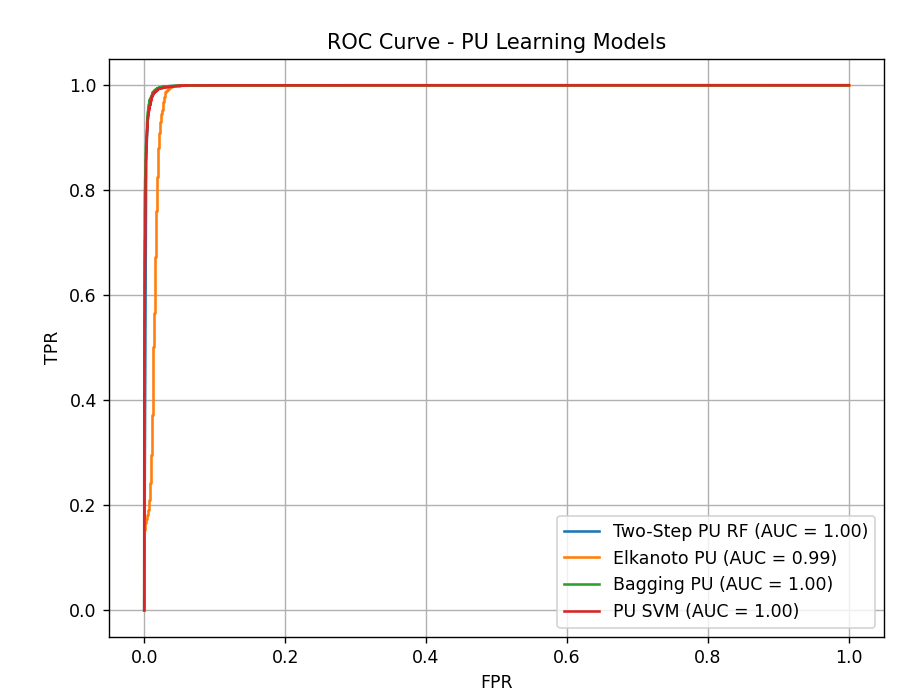 ROC Curve - PU Learning Models
TPR
1.0
0.8
0.6
0.4
0.2
0.0
Two-Step PU RF (AUC = 1.00)
Elkanoto PU (AUC = 0.99)
Bagging PU (AUC = 1.00)
PU SVM (AUC = 1.00)
0.0 0.2 0.4 0.6 0.8 1.0
FPR